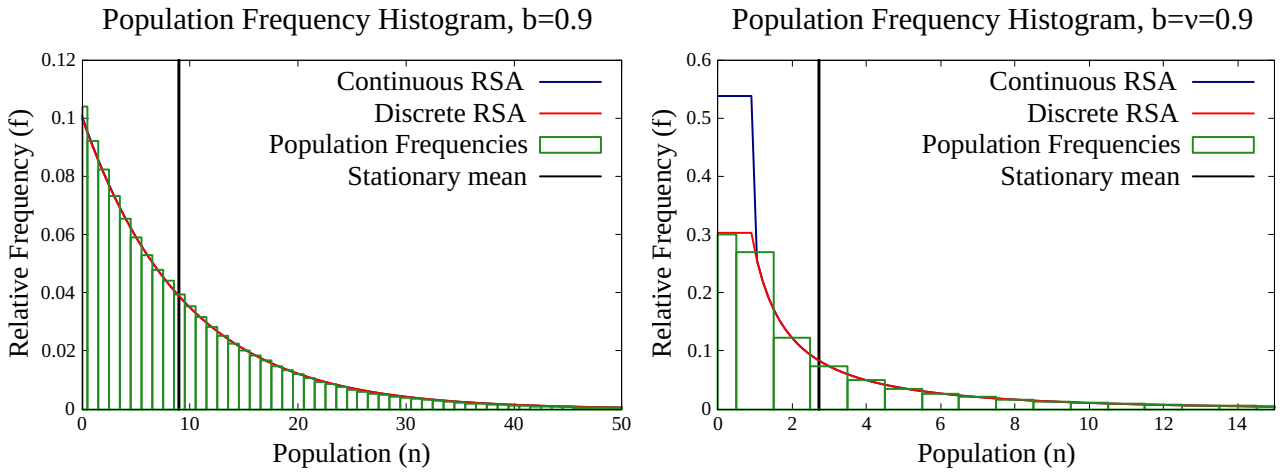 Population Frequency Histogram, b=0.9
Relative Frequency (f)
0.12
0.1
0.08
0.06
0.04
0.02
0
Continuous RSA
Discrete RSA
Population Frequencies
Stationary mean
0 10 20 30 40 50
Population (n)
Population Frequency Histogram, b=ν=0.9
Relative Frequency (f)
0.6
0.5
0.4
0.3
0.2
0.1
0
Continuous RSA
Discrete RSA
Population Frequencies
Stationary mean
0 2 4 6 8 10 12 14
Population (n)